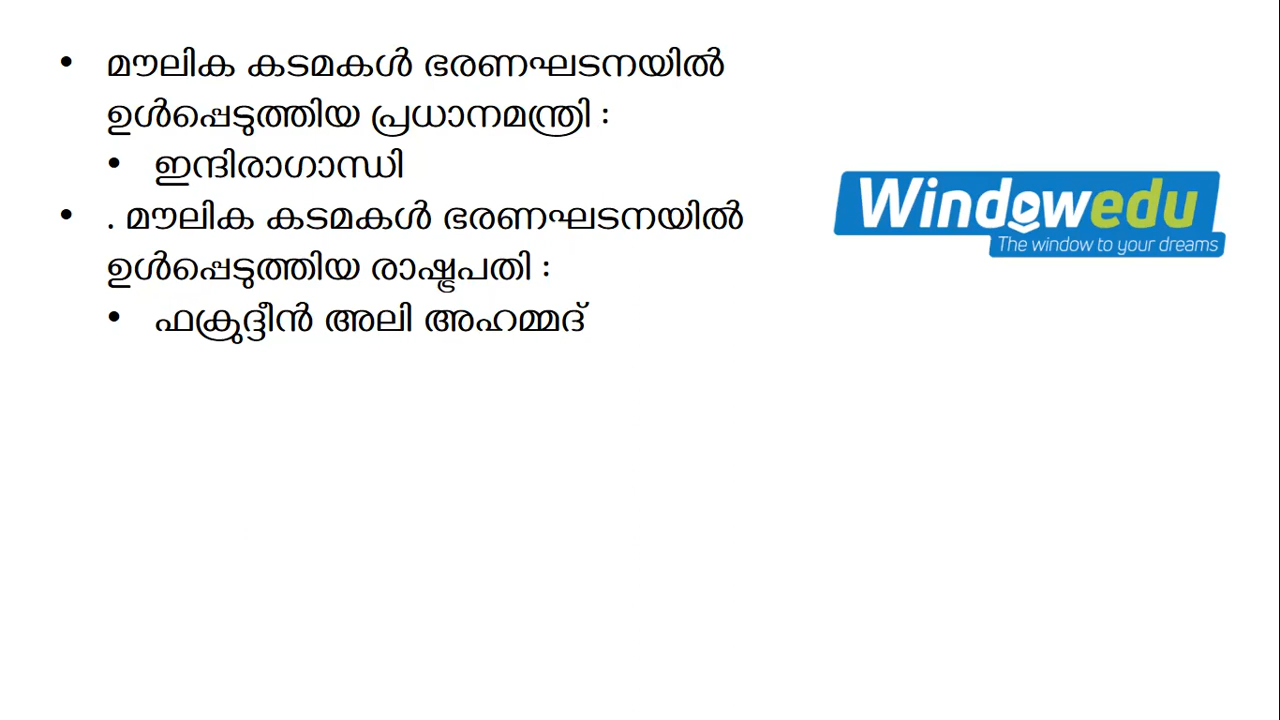 • മൗലിക കടമകൾ ഭരണഘടനയിൽ
ഉൾപ്പെടുത്തിയ പ്രധാനമന്ത്രി :
• ഇന്ദിരാഗാന്ധി
• . മൗലിക കടമകൾ ഭരണഘടനയിൽ
ഉൾപ്പെടുത്തിയ രാഷ്ട്രപതി :
• ഫക്രുദ്ദീൻ അലി അഹമ്മദ്
Windowedu
The window to your dreams